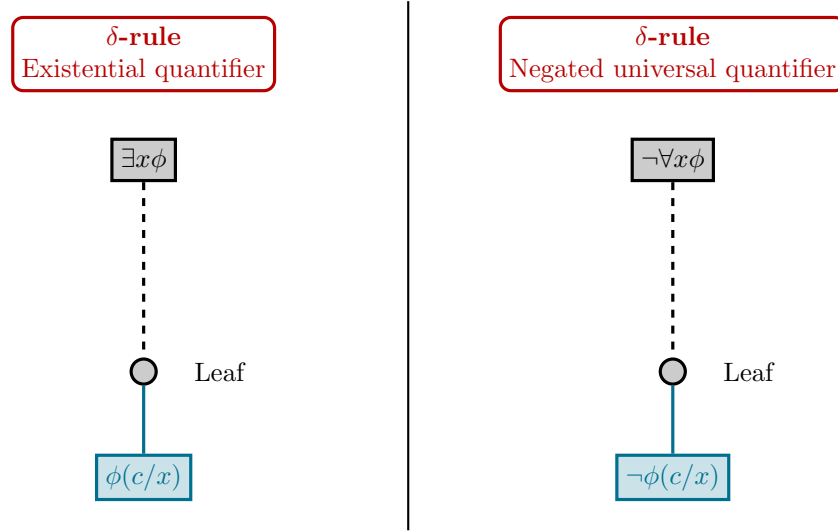 δ-rule
Existential quantifier
∃xϕ
Leaf
ϕ(c/x)
δ-rule
Negated universal quantifier
¬∀xϕ
Leaf
¬ϕ(c/x)